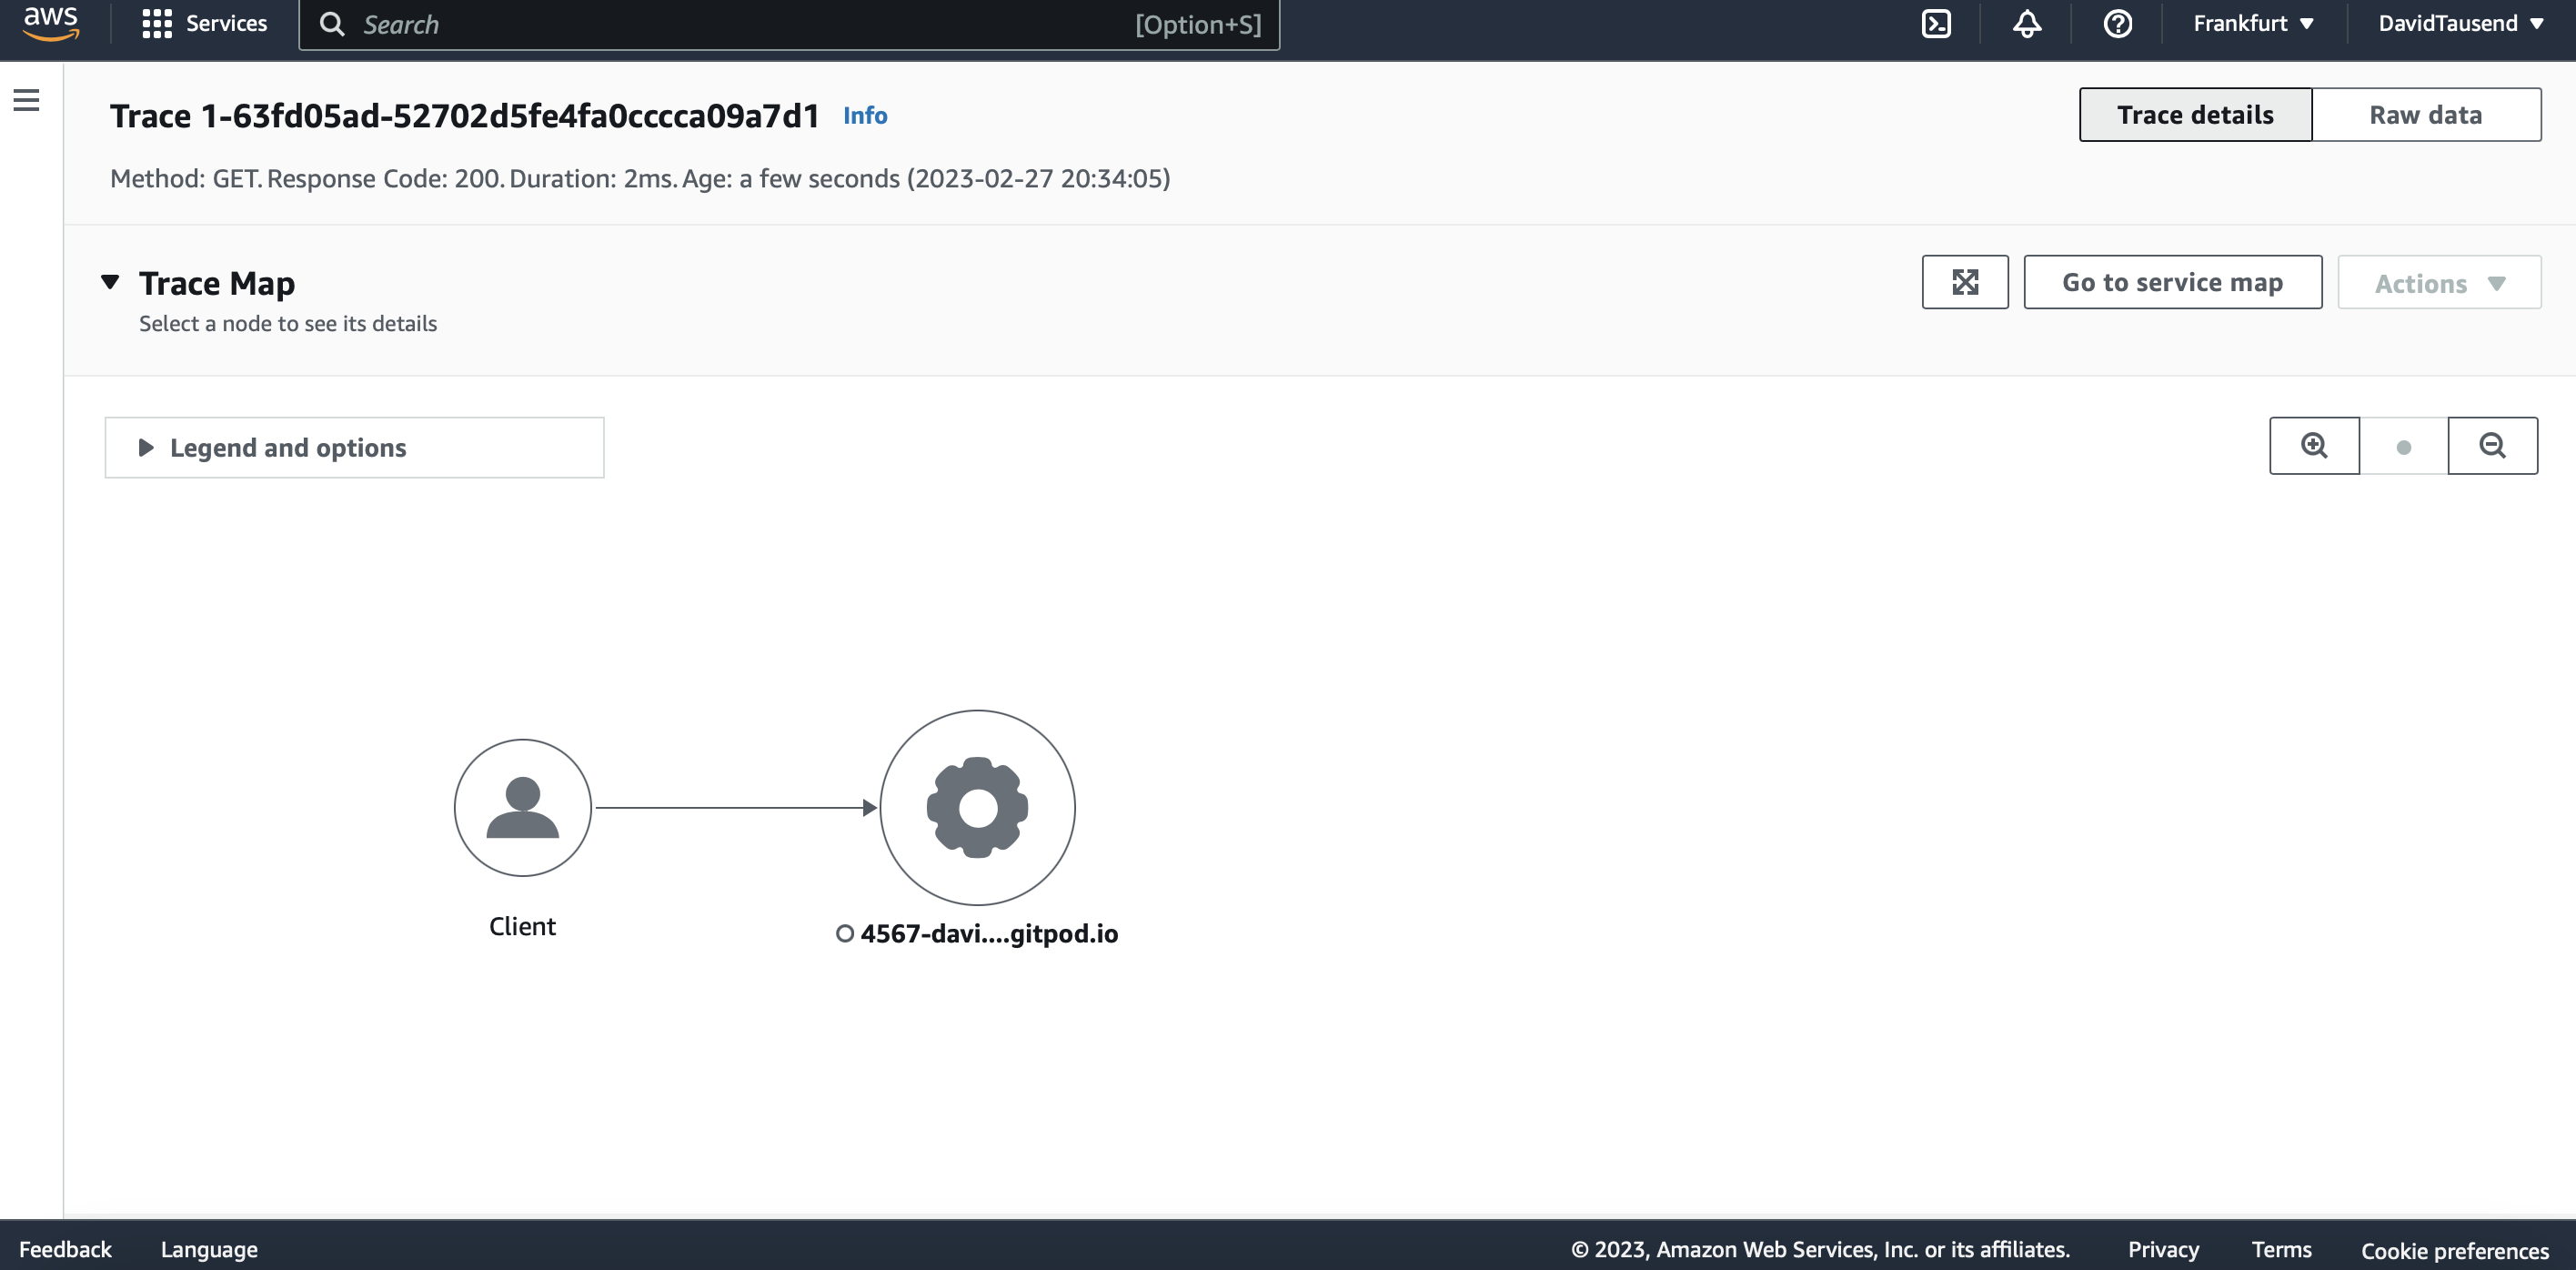 aws Services Search [Option+S] Frankfurt DavidTausend
Trace 1-63fd05ad-52702d5fe4fa0cccca09a7d1 Info Trace details Raw data
Method: GET. Response Code: 200. Duration: 2ms. Age: a few seconds (2023-02-27 20:34:05)
Trace Map Go to service map Actions
Select a node to see its details
Legend and options
Client
4567-davi....gitpod.io
Feedback Language © 2023, Amazon Web Services, Inc. or its affiliates. Privacy Terms Cookie preferences